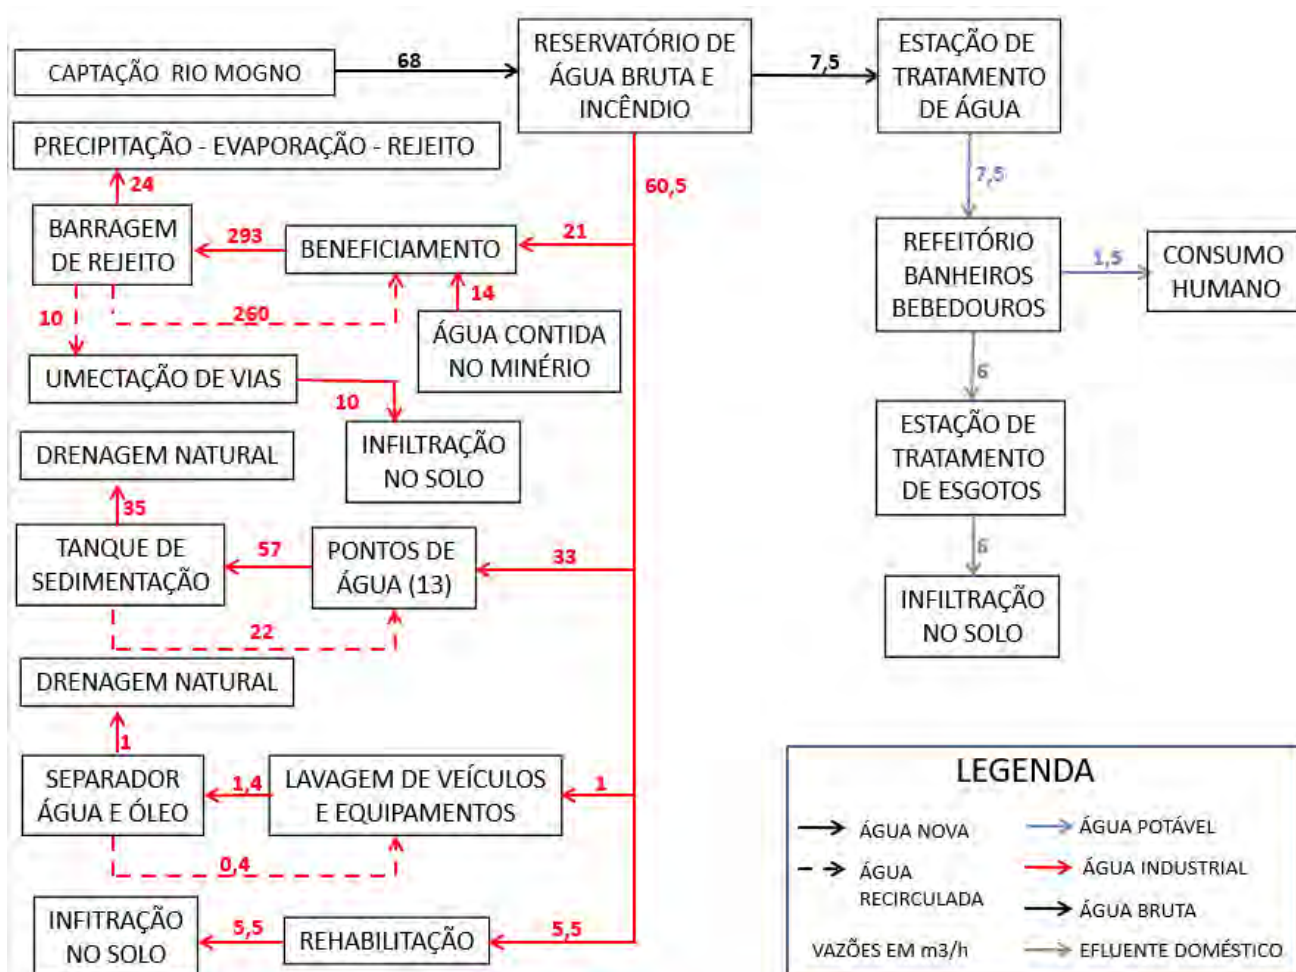 CAPTAÇÃO RIO MOGNO
68
RESERVATÓRIO DE
ÁGUA BRUTA E
INCÊNDIO
7,5
ESTAÇÃO DE
TRATAMENTO
DE ÁGUA
PRECIPITAÇÃO - EVAPORAÇÃO - REJEITO
24
60,5
7,5
BARRAGEM
DE REJEITO
293
BENEFICIAMENTO
21
REFEITÓRIO
BANHEIROS
BEBEDOUROS
1,5
CONSUMO
HUMANO
10
260
14
ÁGUA CONTIDA
NO MINÉRIO
UMECTAÇÃO DE VIAS
10
6
INFILTRAÇÃO
NO SOLO
ESTAÇÃO DE
TRATAMENTO
DE ESGOTOS
DRENAGEM NATURAL
35
TANQUE DE
SEDIMENTAÇÃO
57
PONTOS DE
ÁGUA (13)
33
6
22
INFILTRAÇÃO
NO SOLO
DRENAGEM NATURAL
1
SEPARADOR
ÁGUA E ÓLEO
1,4
LAVAGEM DE VEÍCULOS
E EQUIPAMENTOS
1
0,4
INFITRAÇÃO
NO SOLO
5,5
REHABILITAÇÃO
5,5
LEGENDA
ÁGUA NOVA
ÁGUA POTÁVEL
ÁGUA
RECIRCULADA
ÁGUA INDUSTRIAL
ÁGUA BRUTA
VAZÕES EM m3/h
EFLUENTE DOMÉSTICO